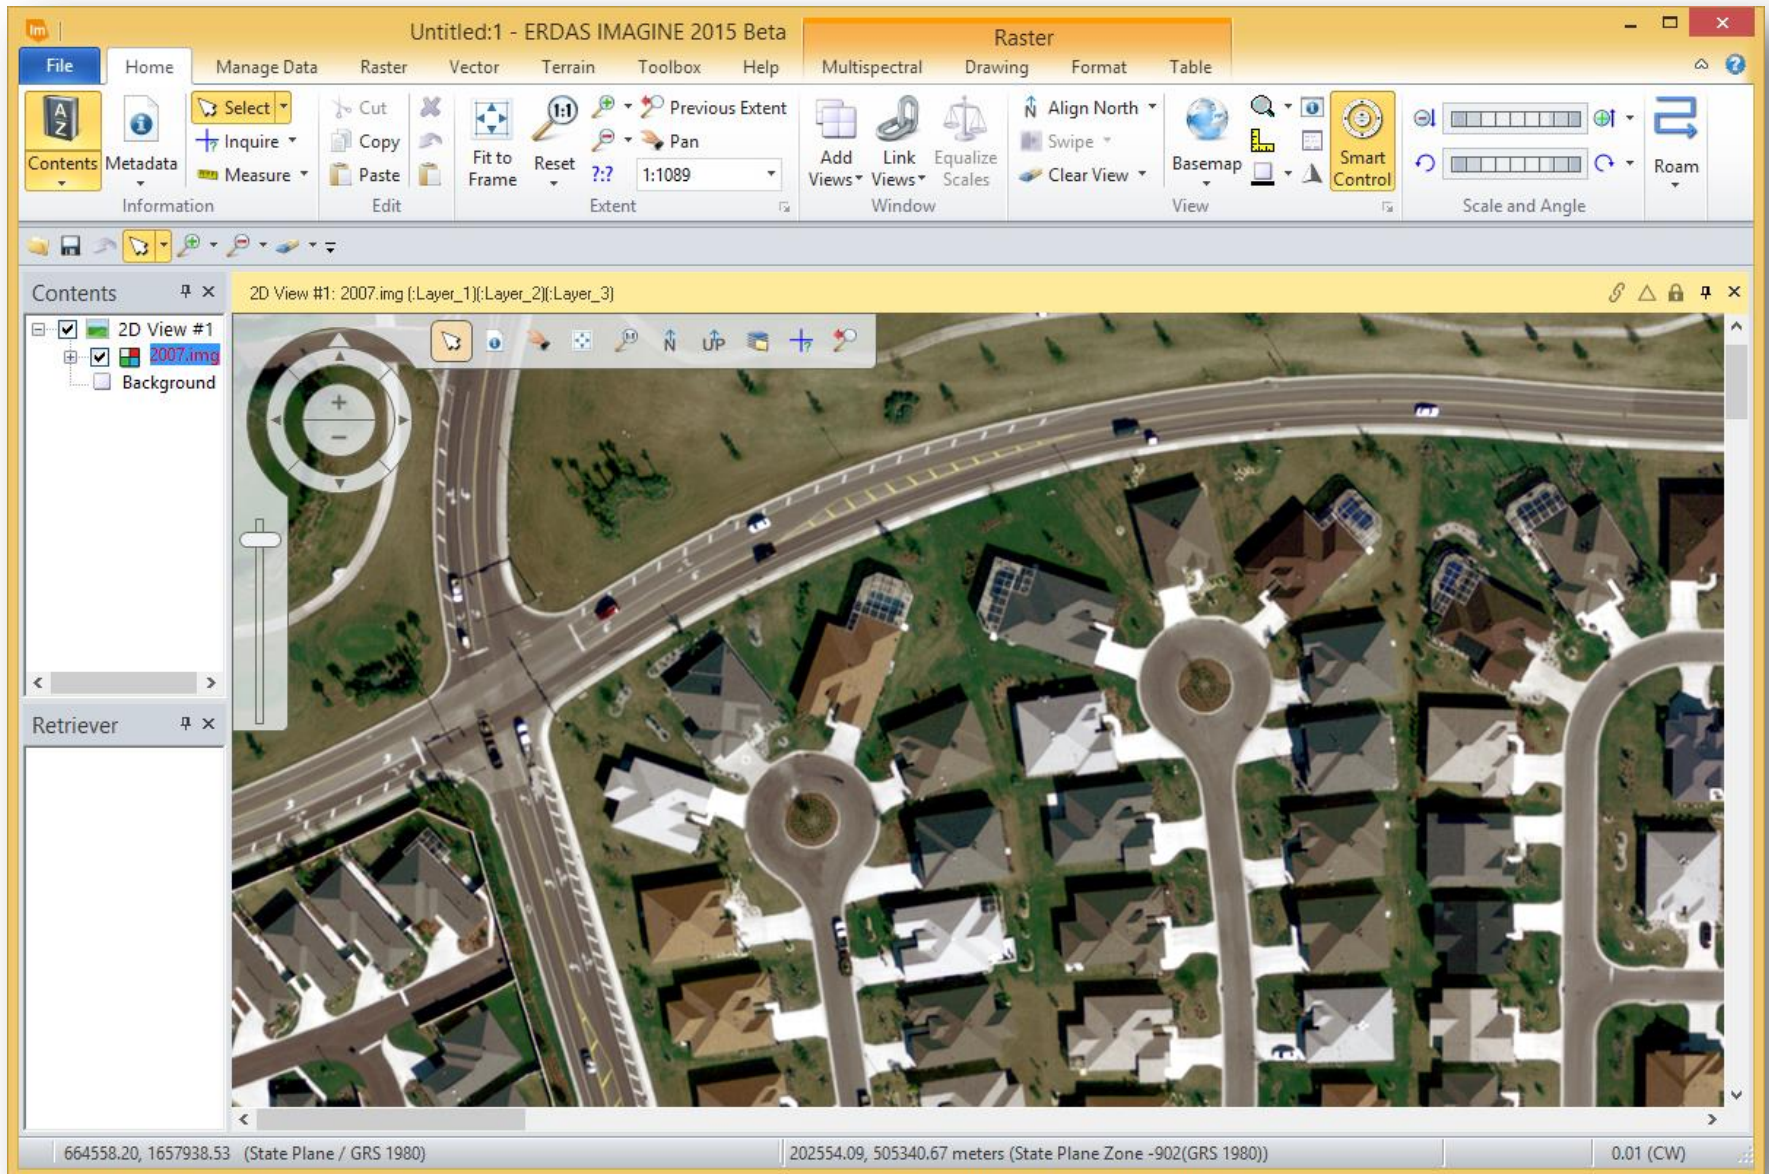 Untitled:1 - ERDAS IMAGINE 2015 Beta
Raster
File Home Manage Data Raster Vector Terrain Toolbox Help Multispectral Drawing Format Table
Contents
Metadata
Select
Inquire
Measure
Information
Cut
Copy
Paste
Edit
Fit to
Frame
1:1
Reset
Previous Extent
Pan
?:?
1:1089
Extent
Add
Views
Link
Views
Equalize
Scales
Window
Align North
Swipe
Clear View
Basemap
Smart
Control
View
Scale and Angle
Roam
Contents
2D View #1
2007.img
Background
Retriever
2D View #1: 2007.img (:Layer_1)(:Layer_2)(:Layer_3)
N
UP
664558.20, 1657938.53 (State Plane / GRS 1980)
202554.09, 505340.67 meters (State Plane Zone -902(GRS 1980))
0.01 (CW)